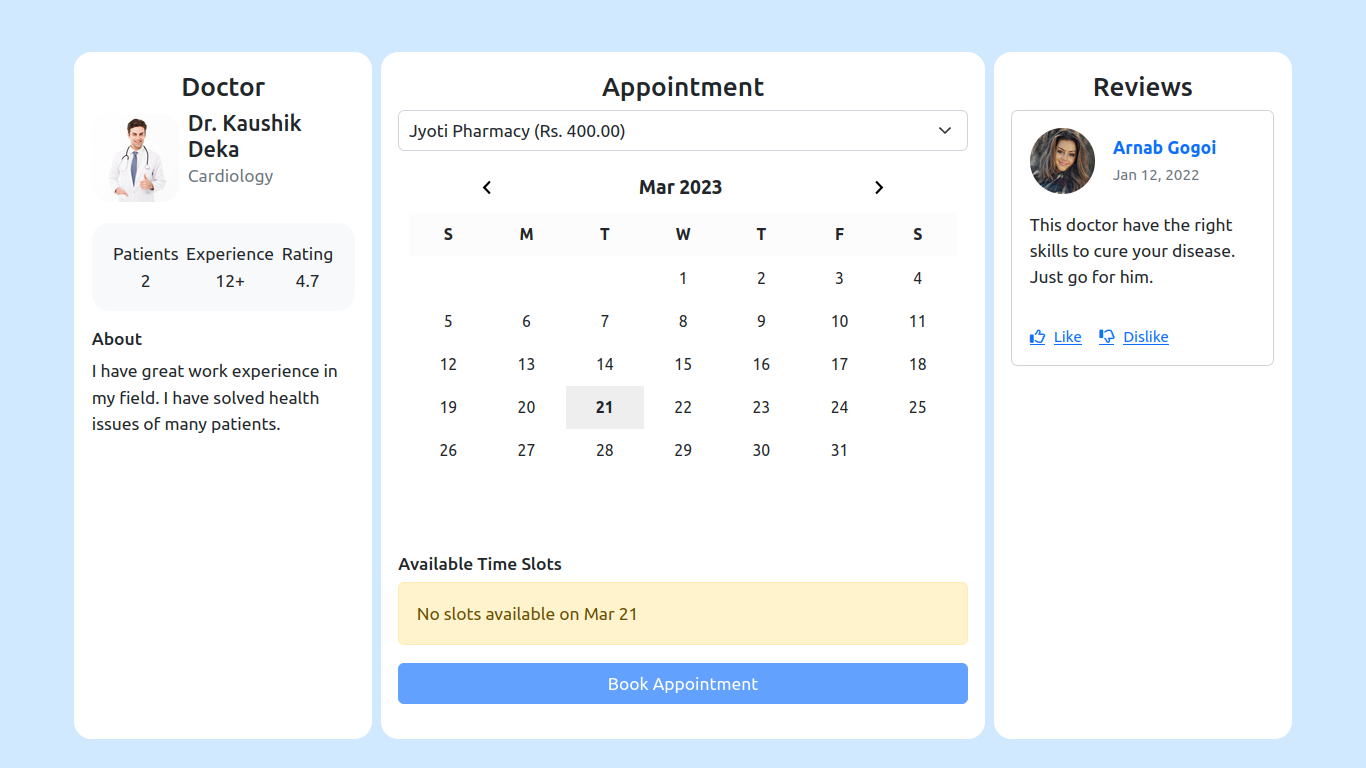 Doctor
Dr. Kaushik
Deka
Cardiology
Patients Experience Rating
2 12+ 4.7
About
I have great work experience in
my field. I have solved health
issues of many patients.
Appointment
Jyoti Pharmacy (Rs. 400.00)
Mar 2023
S M T W T F S
1 2 3 4
5 6 7 8 9 10 11
12 13 14 15 16 17 18
19 20 21 22 23 24 25
26 27 28 29 30 31
Available Time Slots
No slots available on Mar 21
Book Appointment
Reviews
Arnab Gogoi
Jan 12, 2022
This doctor have the right
skills to cure your disease.
Just go for him.
Like Dislike